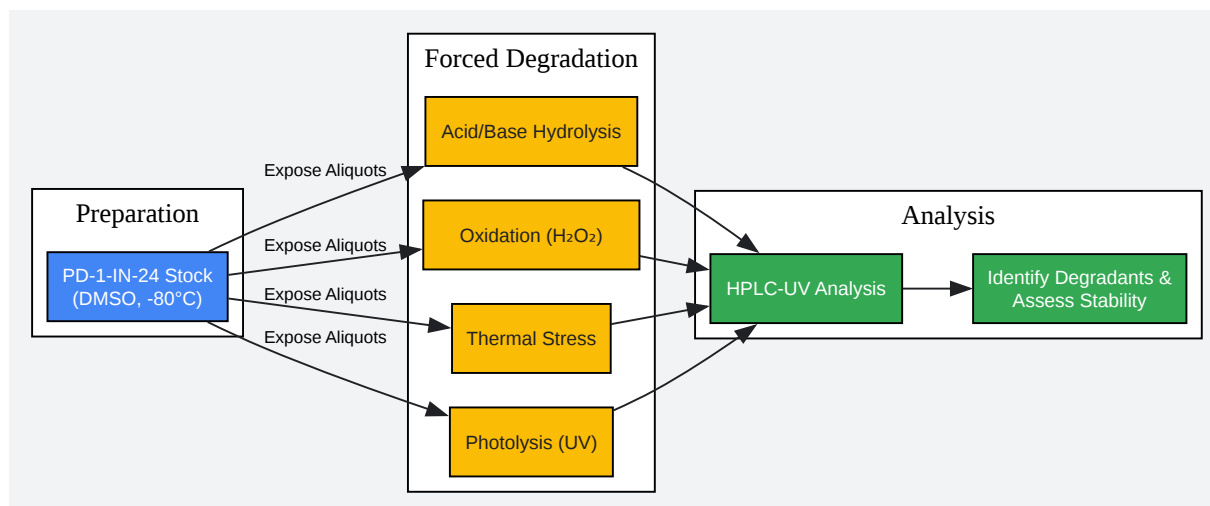 Preparation
PD-1-IN-24 Stock
(DMSO, -80°C)
Expose Aliquots
Expose Aliquots
Expose Aliquots
Expose Aliquots
Forced Degradation
Acid/Base Hydrolysis
Oxidation (H₂O₂)
Thermal Stress
Photolysis (UV)
Analysis
HPLC-UV Analysis
Identify Degradants &
Assess Stability